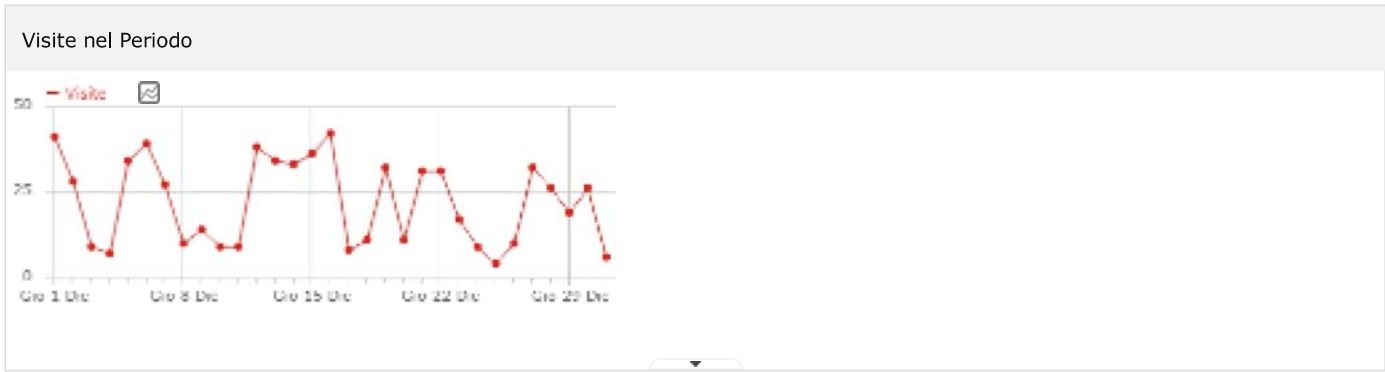 Visite nel Periodo
Visite
50
25
0
Gio 1 Dic Gio 8 Dic Gio 15 Dic Gio 22 Dic Gio 29 Dic